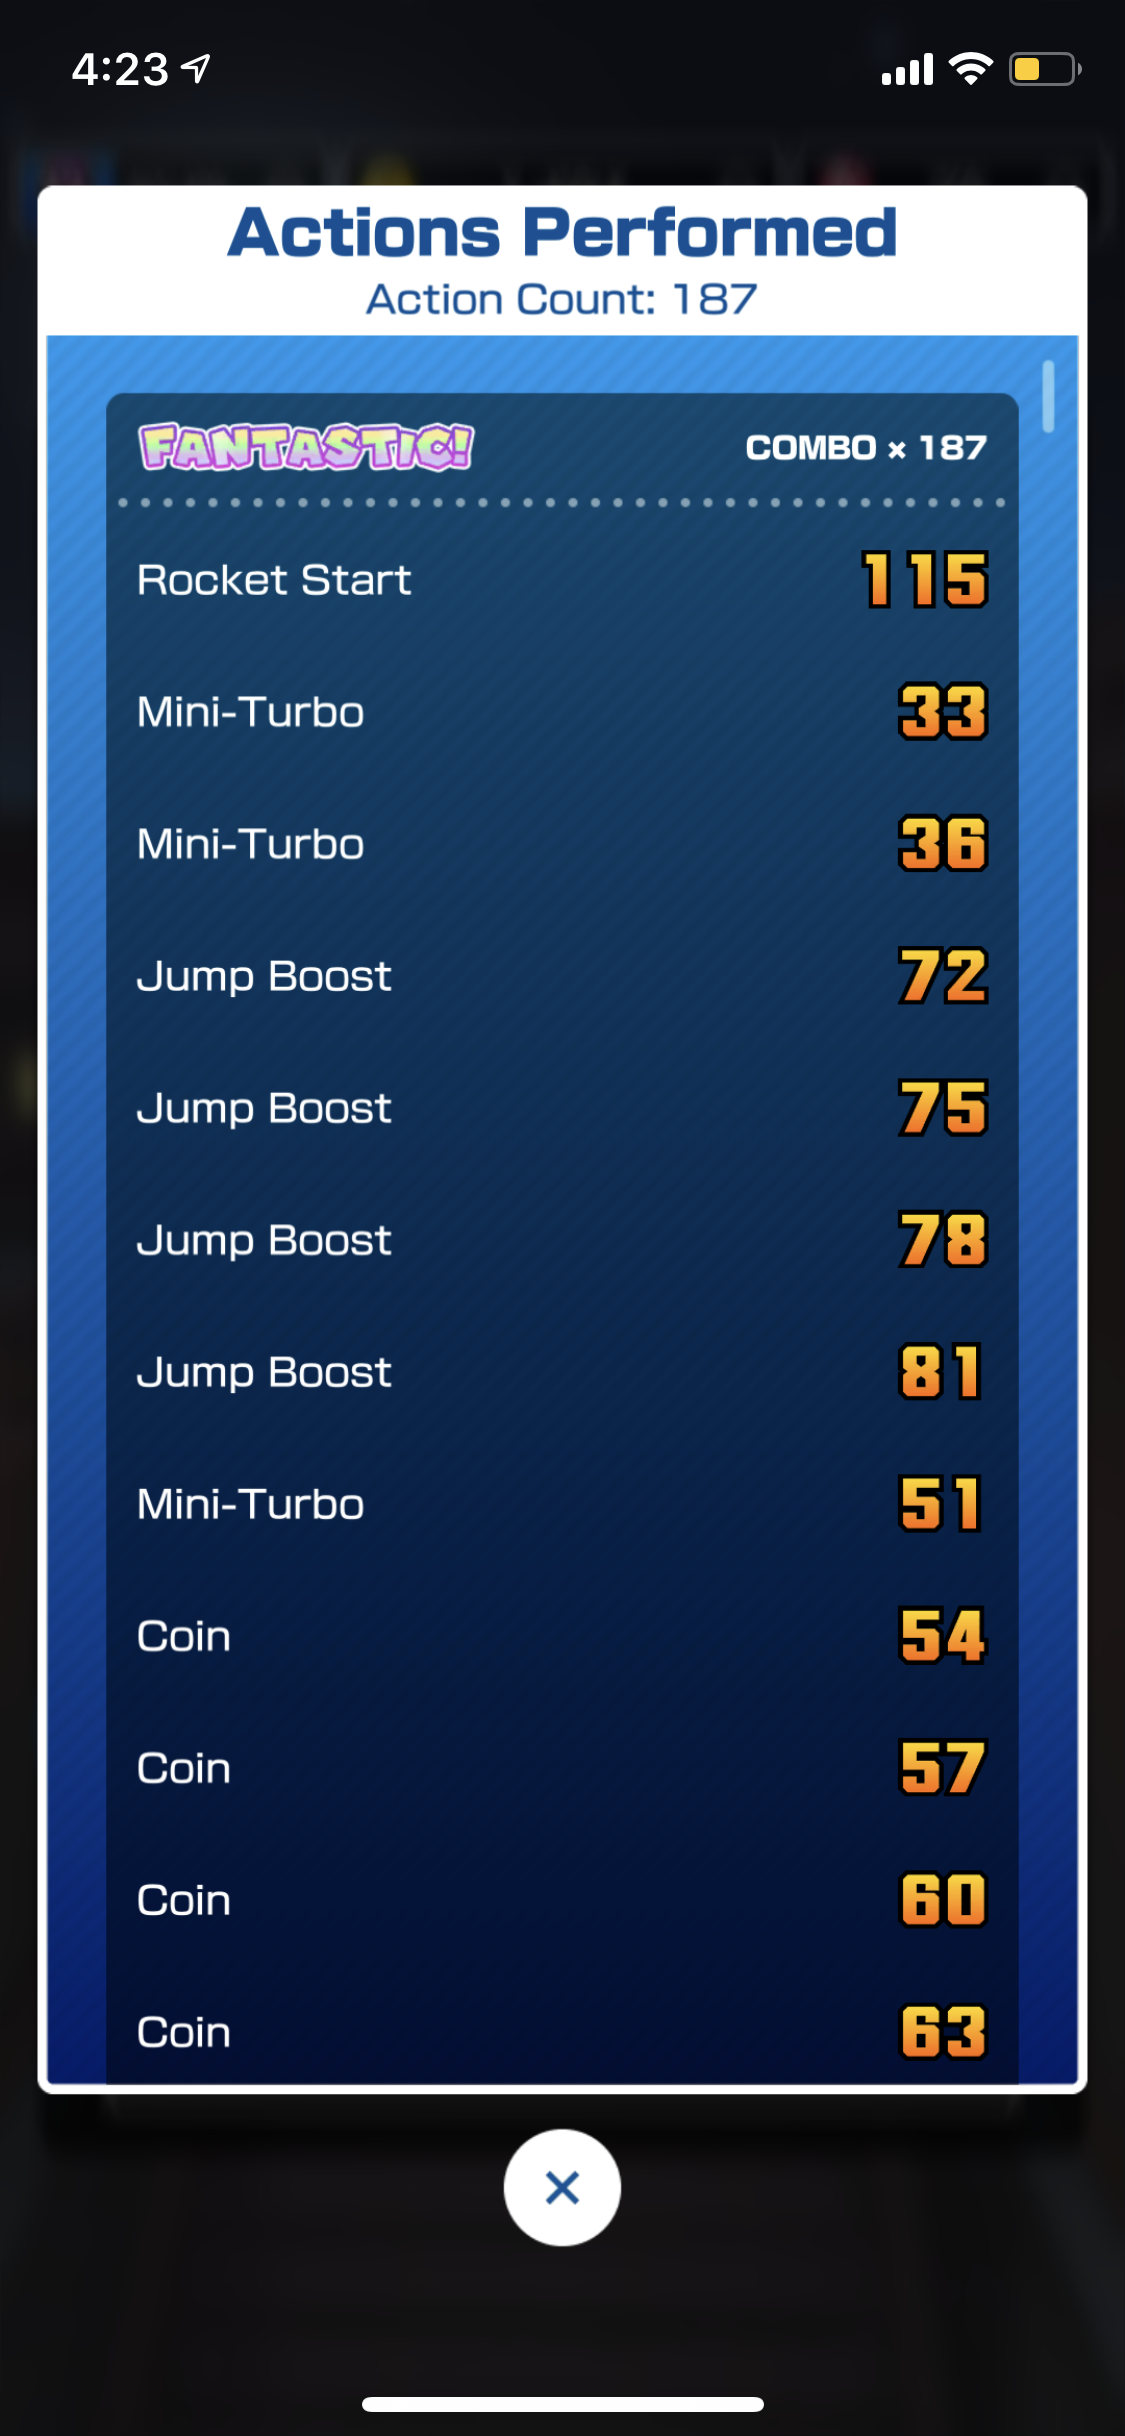 4:23
Actions Performed
Action Count: 187
FANTASTIC! COMBO × 187
Rocket Start 115
Mini-Turbo 33
Mini-Turbo 36
Jump Boost 72
Jump Boost 75
Jump Boost 78
Jump Boost 81
Mini-Turbo 51
Coin 54
Coin 57
Coin 60
Coin 63